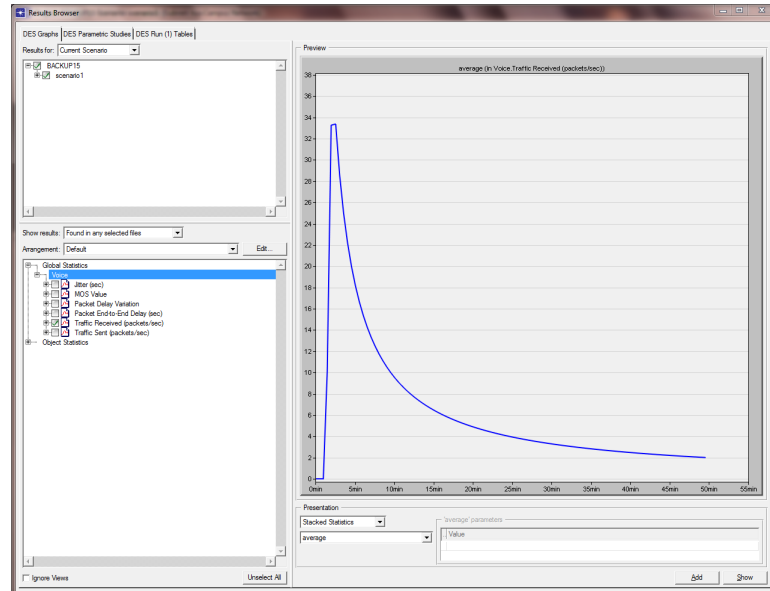 Results Browser
DES Graphs DES Parametric Studies DES Run (1) Tables
Results for: Current Scenario
BACKUP15
scenario1
Show results: Found in any selected files
Arrangement: Default Edit...
Global Statistics
Voice
Jitter (sec)
MOS Value
Packet Delay Variation
Packet End-to-End Delay (sec)
Traffic Received (packets/sec)
Traffic Sent (packets/sec)
Object Statistics
Ignore Views Unselect All
Preview
average (in Voice.Traffic Received (packets/sec))
38
36
34
32
30
28
26
24
22
20
18
16
14
12
10
8
6
4
2
0
0min 5min 10min 15min 20min 25min 30min 35min 40min 45min 50min 55min
Presentation
Stacked Statistics
average
'average' parameters
Value
Add Show